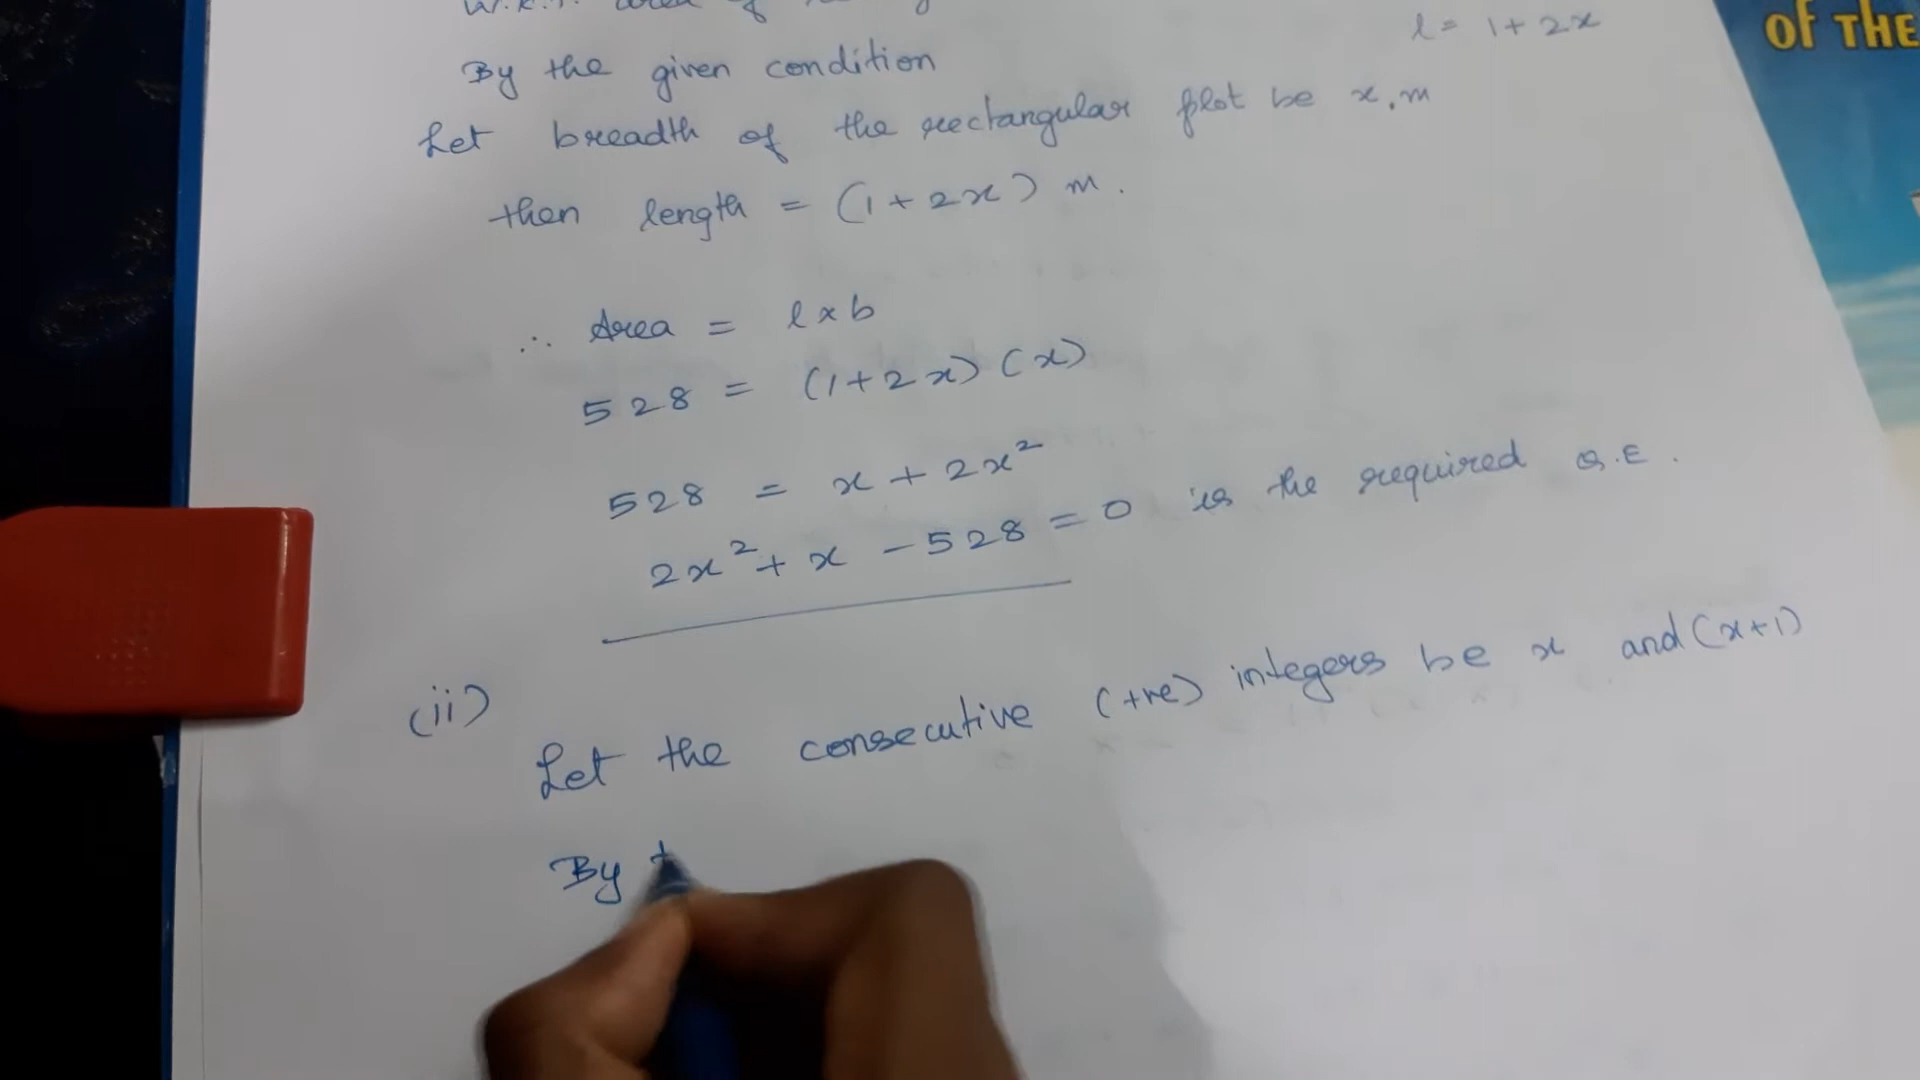 l = 1 + 2x
OF THE
By the given condition
Let breadth of the rectangular plot be x.m
then length = (1 + 2x) m.
∴ Area = l × b
528 = (1+2x) (x)
528 = x + 2x²
2x² + x - 528 = 0 is the required Q.E.
(ii)
Let the consecutive (+ve) integers be x and (x+1)
By t